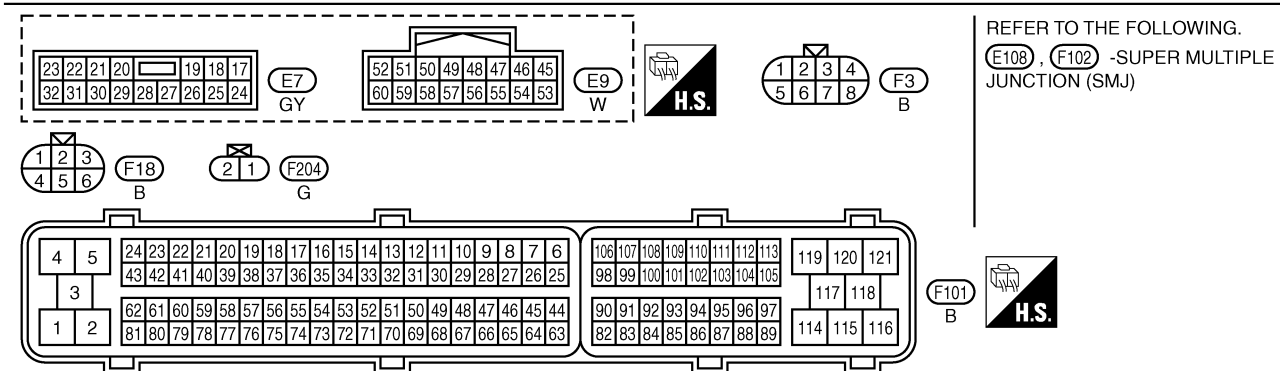 23 22 21 20 19 18 17
32 31 30 29 28 27 26 25 24
E7
GY
52 51 50 49 48 47 46 45
60 59 58 57 56 55 54 53
E9
W
H.S.
1 2 3 4
5 6 7 8
F3
B
REFER TO THE FOLLOWING.
E108 , F102 -SUPER MULTIPLE
JUNCTION (SMJ)
1 2 3
4 5 6
F18
B
2 1
F204
G
4 5
3
1 2
24 23 22 21 20 19 18 17 16 15 14 13 12 11 10 9 8 7 6
43 42 41 40 39 38 37 36 35 34 33 32 31 30 29 28 27 26 25
62 61 60 59 58 57 56 55 54 53 52 51 50 49 48 47 46 45 44
81 80 79 78 77 76 75 74 73 72 71 70 69 68 67 66 65 64 63
106 107 108 109 110 111 112 113
98 99 100 101 102 103 104 105
90 91 92 93 94 95 96 97
82 83 84 85 86 87 88 89
119 120 121
117 118
114 115 116
F101
B
H.S.